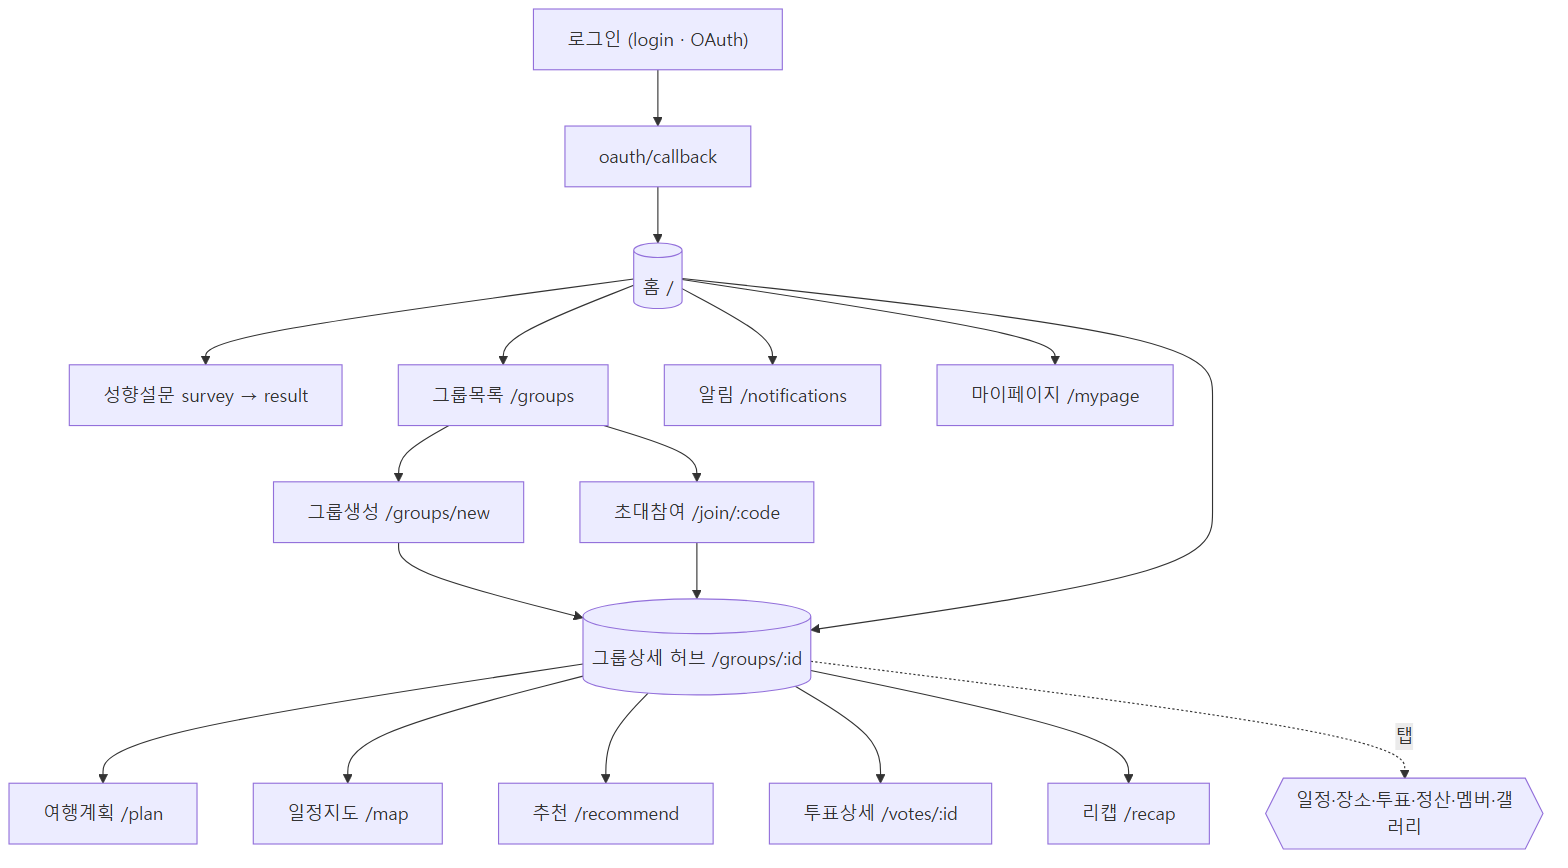 로그인 (login · OAuth)
oauth/callback
홈 /
성향설문 survey → result
그룹목록 /groups
알림 /notifications
마이페이지 /mypage
그룹생성 /groups/new
초대참여 /join/:code
그룹상세 허브 /groups/:id
탭
여행계획 /plan
일정지도 /map
추천 /recommend
투표상세 /votes/:id
리캡 /recap
일정·장소·투표·정산·멤버·갤
러리